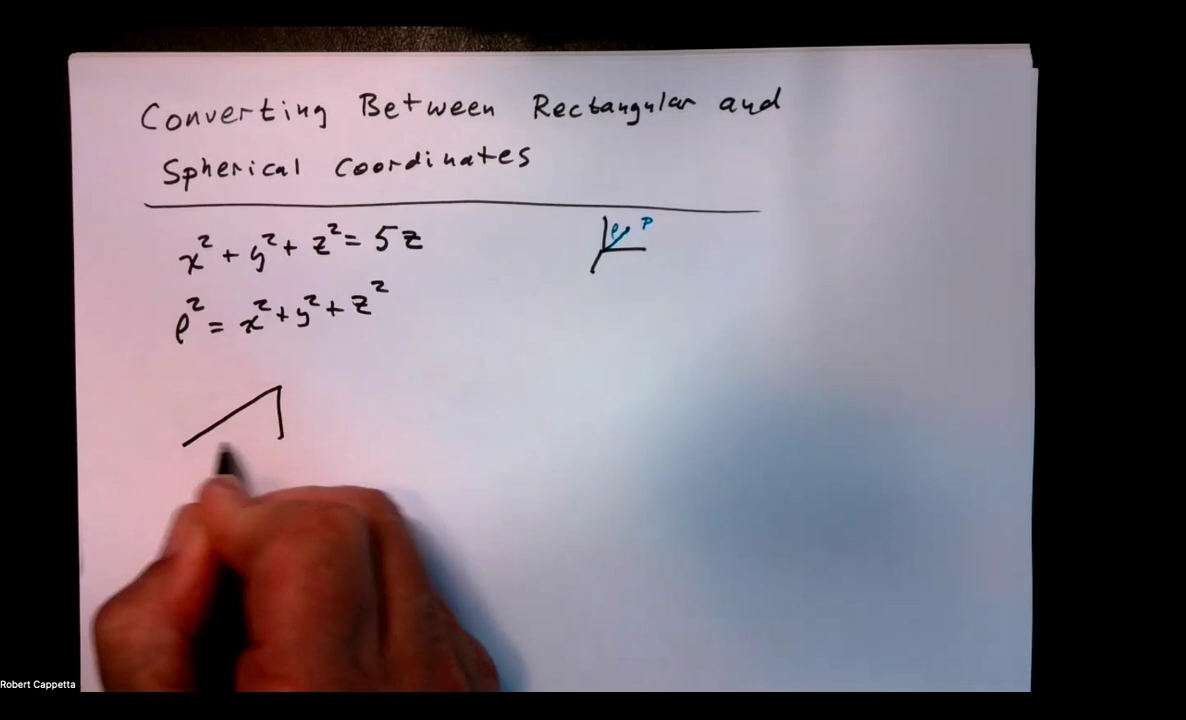 Converting Between Rectangular and
Spherical Coordinates
x² + y² + z² = 5z
ρ P
ρ² = x² + y² + z²
Robert Cappetta